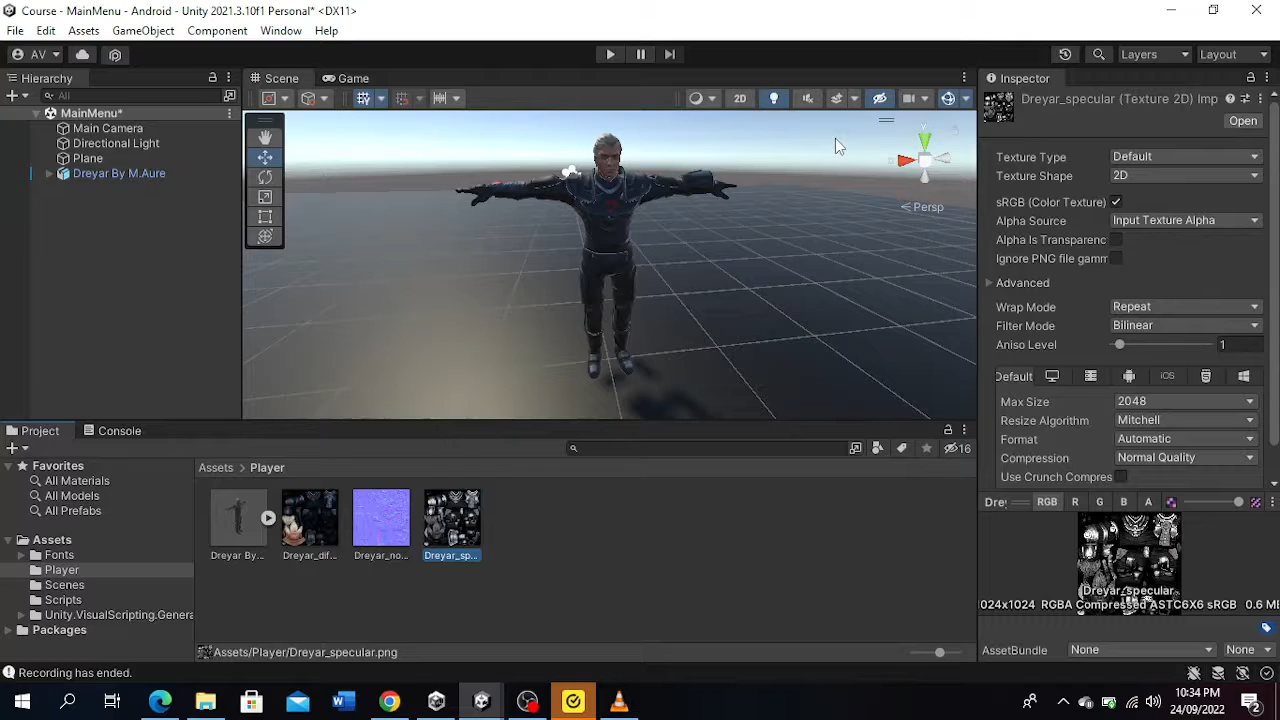 Course - MainMenu - Android - Unity 2021.3.10f1 Personal* <DX11>
File Edit Assets GameObject Component Window Help
AV Layers Layout
Hierarchy
All
MainMenu*
Main Camera
Directional Light
Plane
Dreyar By M.Aure
Scene Game
2D
Persp
Inspector
Dreyar_specular (Texture 2D) Imp
Open
Texture Type Default
Texture Shape 2D
sRGB (Color Texture)
Alpha Source Input Texture Alpha
Alpha Is Transparenc
Ignore PNG file gamm
Advanced
Wrap Mode Repeat
Filter Mode Bilinear
Aniso Level 1
Default iOS
Max Size 2048
Resize Algorithm Mitchell
Format Automatic
Compression Normal Quality
Use Crunch Compres
Dre RGB R G B A
Dreyar_specular
1024x1024 RGBA Compressed ASTC6X6 sRGB 0.6 M
AssetBundle None None
Project Console
16
Favorites
All Materials
All Models
All Prefabs
Assets
Fonts
Player
Scenes
Scripts
Unity.VisualScripting.Genera
Packages
Assets > Player
Dreyar By... Dreyar_dif... Dreyar_no... Dreyar_sp...
Assets/Player/Dreyar_specular.png
Recording has ended.
10:34 PM
24/09/2022
2